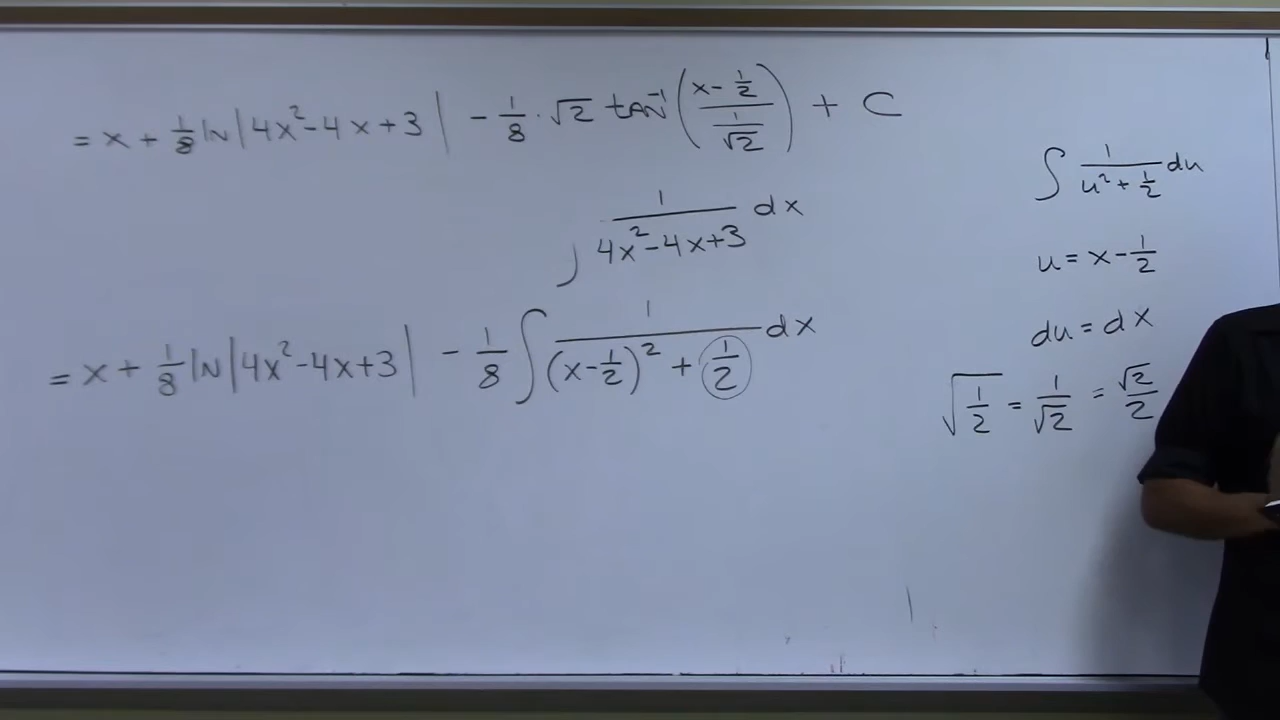 = x + 1/8 ln|4x² - 4x + 3| - 1/8 · √2 tan⁻¹((x - 1/2)/(1/√2)) + C
∫ 1/(4x² - 4x + 3) dx
= x + 1/8 ln|4x² - 4x + 3| - 1/8 ∫ 1/((x - 1/2)² + 1/2) dx
∫ 1/(u² + 1/2) du
u = x - 1/2
du = dx
√(1/2) = 1/√2 = √2/2